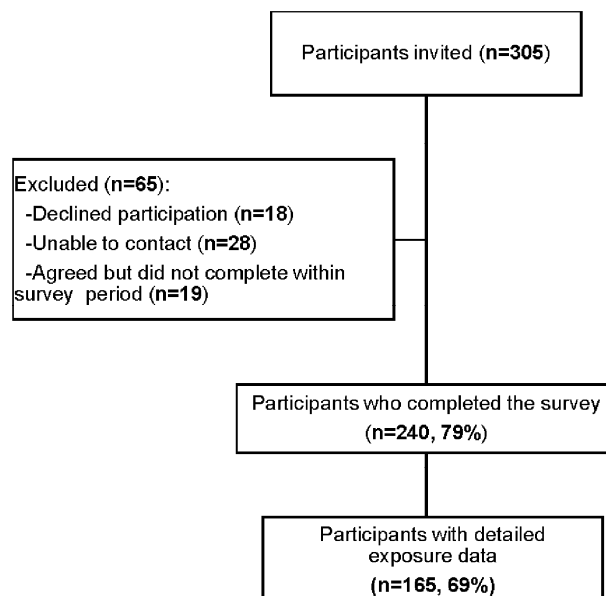 Participants invited (n=305)
Excluded (n=65):
-Declined participation (n=18)
-Unable to contact (n=28)
-Agreed but did not complete within
survey period (n=19)
Participants who completed the survey
(n=240, 79%)
Participants with detailed
exposure data
(n=165, 69%)